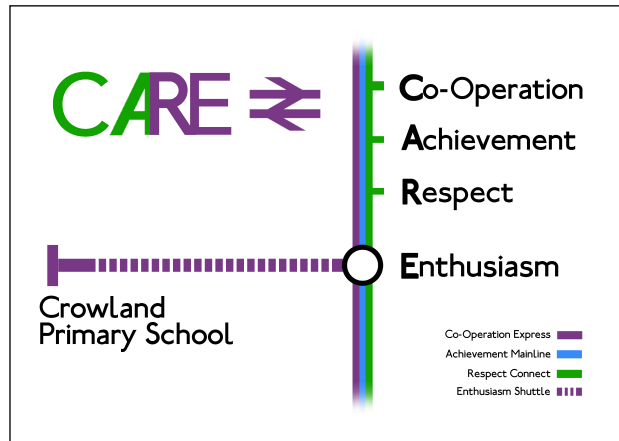 CARE
Co-Operation
Achievement
Respect
Enthusiasm
Crowland
Primary School
Co-Operation Express
Achievement Mainline
Respect Connect
Enthusiasm Shuttle